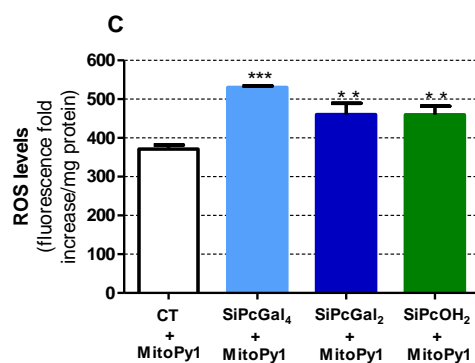 C
ROS levels
(fluorescence fold
increase/mg protein)
600
500
400
300
200
100
0
***
**
**
CT
+
MitoPy1
SiPcGal₄
+
MitoPy1
SiPcGal₂
+
MitoPy1
SiPcOH₂
+
MitoPy1